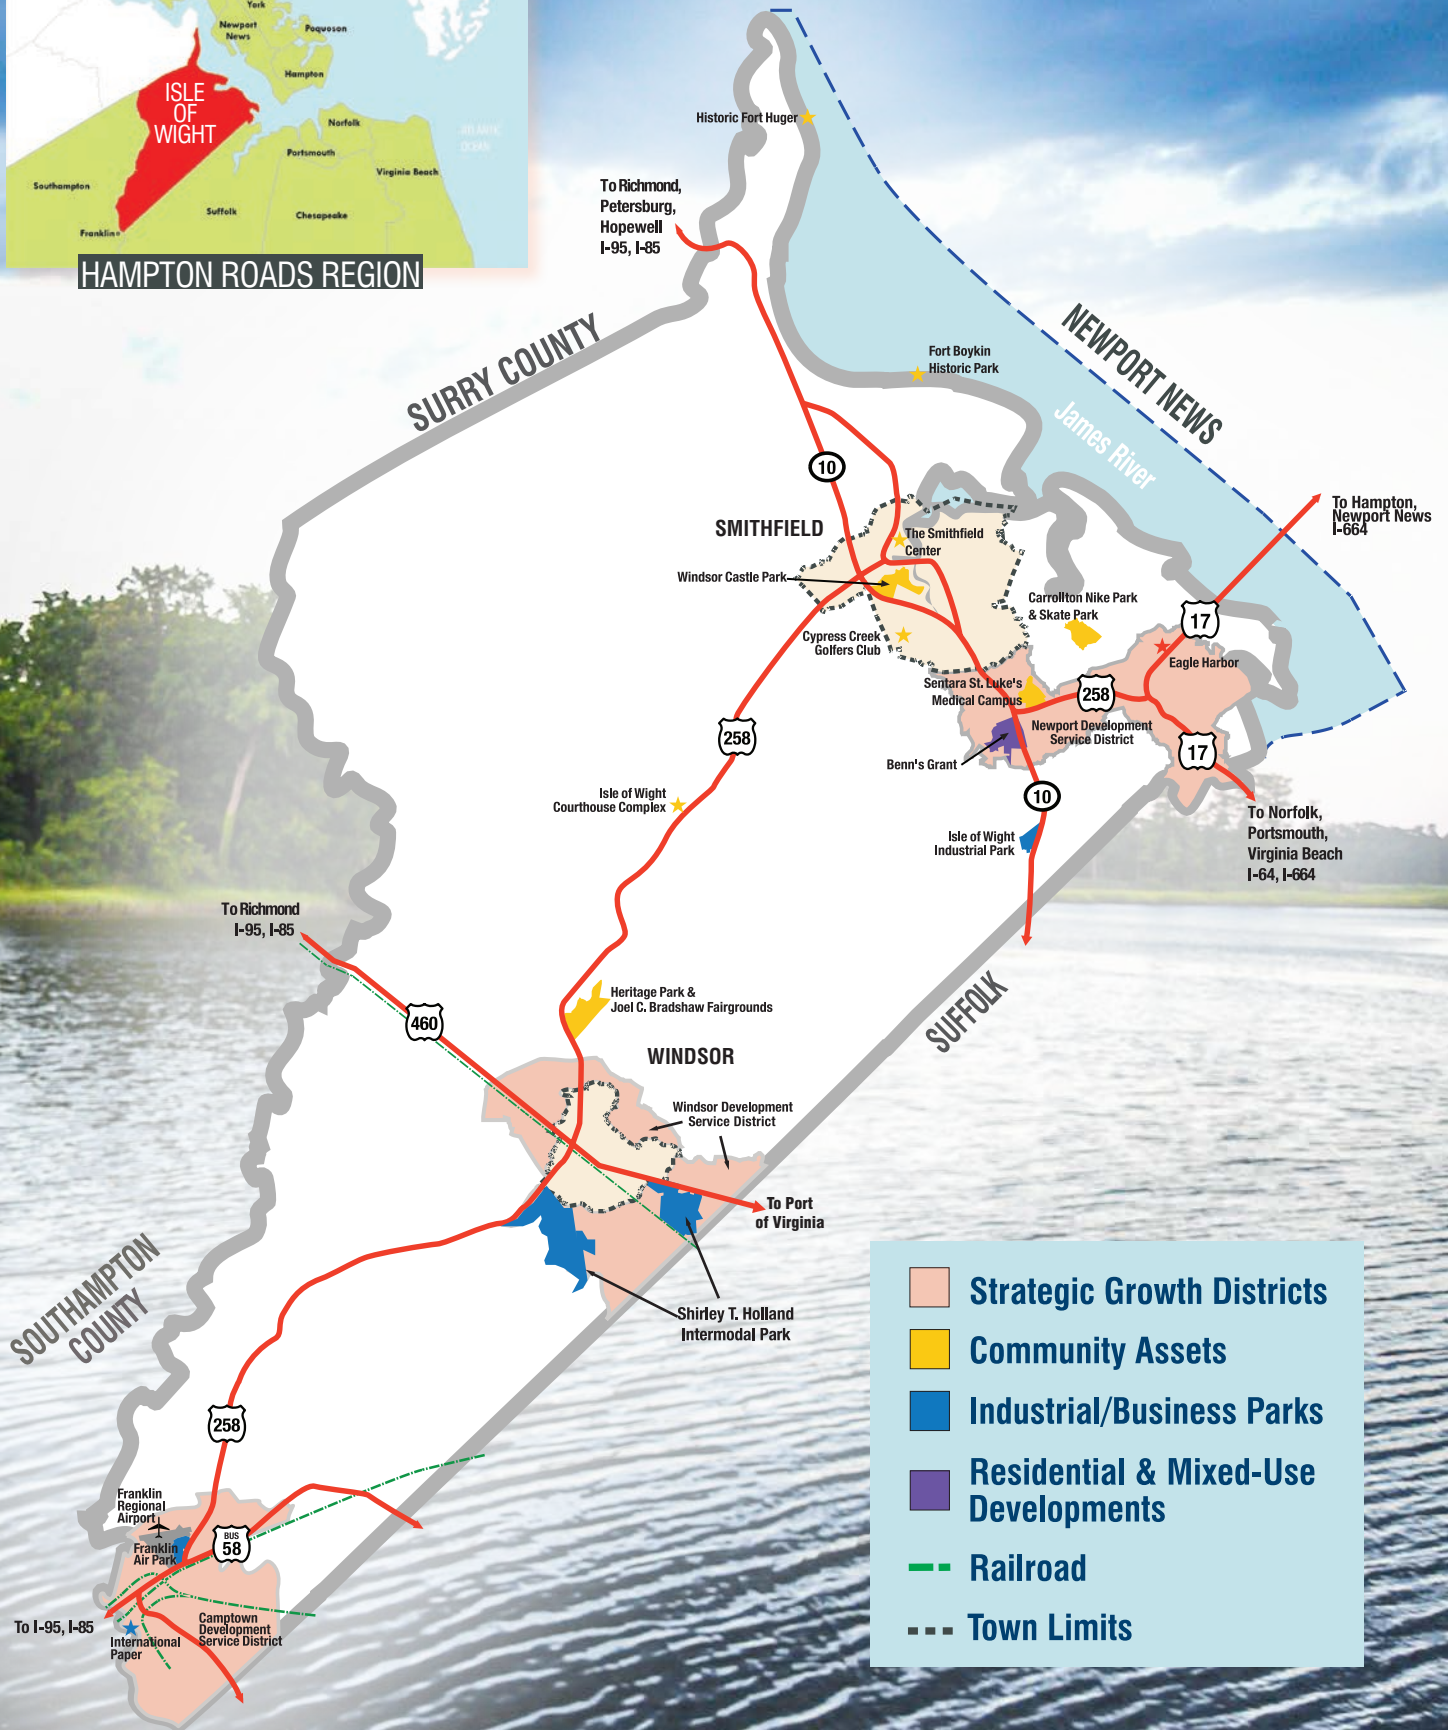 York
Newport
News
Poquoson
Hampton
ISLE
OF
WIGHT
Norfolk
ATLANTIC
OCEAN
Portsmouth
Virginia Beach
Southampton
Suffolk
Chesapeake
Franklin
HAMPTON ROADS REGION
Historic Fort Huger
To Richmond,
Petersburg,
Hopewell
I-95, I-85
SURRY COUNTY
Fort Boykin
Historic Park
NEWPORT NEWS
James River
10
To Hampton,
Newport News
I-664
SMITHFIELD
The Smithfield
Center
Windsor Castle Park
Carrollton Nike Park
& Skate Park
17
Cypress Creek
Golfers Club
Eagle Harbor
Sentara St. Luke's
Medical Campus
258
Newport Development
Service District
258
17
Benn's Grant
10
Isle of Wight
Courthouse Complex
To Norfolk,
Portsmouth,
Virginia Beach
I-64, I-664
Isle of Wight
Industrial Park
To Richmond
I-95, I-85
SUFFOLK
Heritage Park &
Joel C. Bradshaw Fairgrounds
460
WINDSOR
Windsor Development
Service District
To Port
of Virginia
SOUTHAMPTON
COUNTY
Shirley T. Holland
Intermodal Park
258
Franklin
Regional
Airport
Franklin
Air Park
BUS
58
To I-95, I-85
International
Paper
Camptown
Development
Service District
Strategic Growth Districts
Community Assets
Industrial/Business Parks
Residential & Mixed-Use
Developments
Railroad
Town Limits